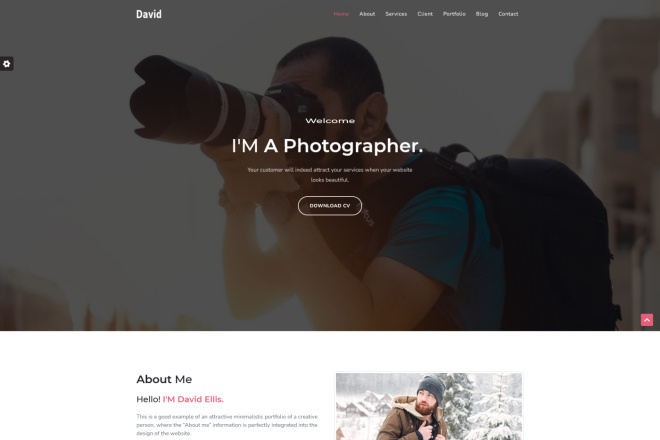 David
Home About Services Client Portfolio Blog Contact
Welcome
I'M A Photographer.
Your customer will indeed attract your services when your website
looks beautiful.
DOWNLOAD CV
About Me
Hello! I'M David Ellis.
This is a good example of an attractive minimalistic portfolio of a creative
person, where the "About me" information is perfectly integrated into the
design of the website.